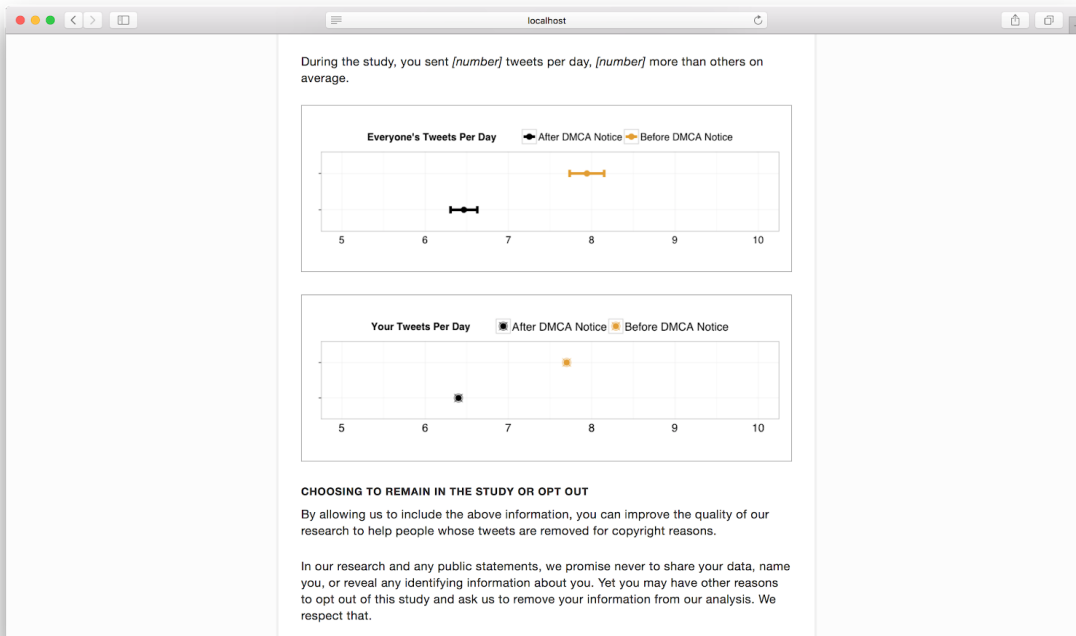 localhost
During the study, you sent [number] tweets per day, [number] more than others on
average.
Everyone's Tweets Per Day After DMCA Notice Before DMCA Notice
5 6 7 8 9 10
Your Tweets Per Day After DMCA Notice Before DMCA Notice
5 6 7 8 9 10
CHOOSING TO REMAIN IN THE STUDY OR OPT OUT
By allowing us to include the above information, you can improve the quality of our
research to help people whose tweets are removed for copyright reasons.
In our research and any public statements, we promise never to share your data, name
you, or reveal any identifying information about you. Yet you may have other reasons
to opt out of this study and ask us to remove your information from our analysis. We
respect that.